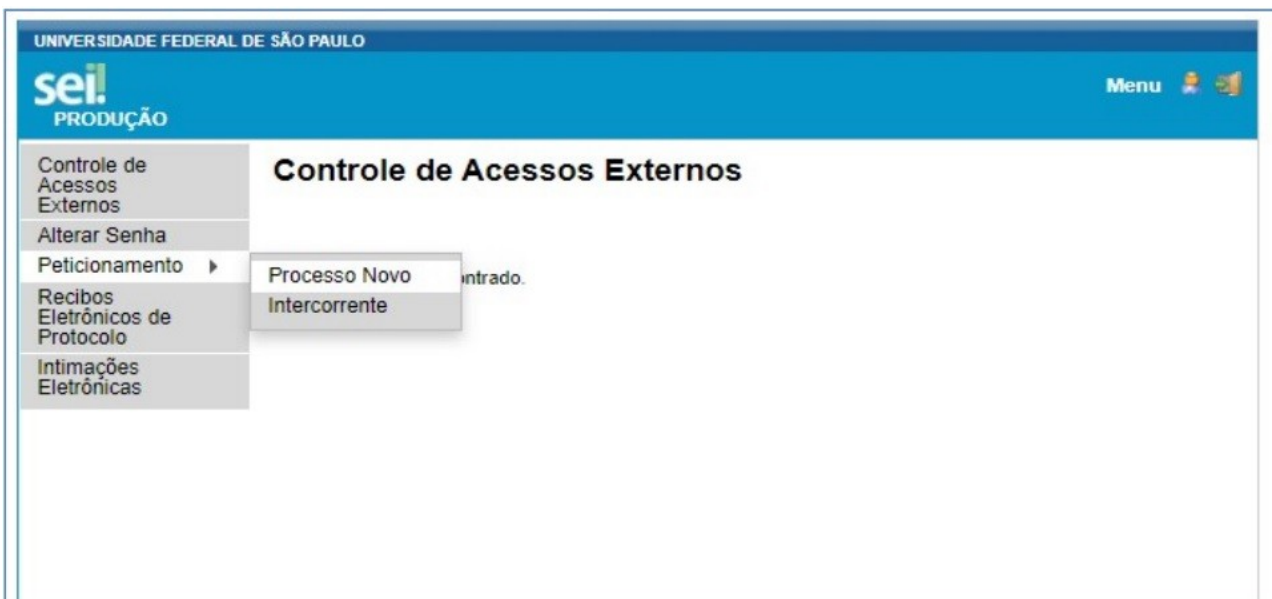 UNIVERSIDADE FEDERAL DE SÃO PAULO
sei!
PRODUÇÃO
Menu
Controle de
Acessos
Externos
Alterar Senha
Peticionamento
Recibos
Eletrônicos de
Protocolo
Intimações
Eletrônicas
Controle de Acessos Externos
Processo Novo
Intercorrente
ntrado.